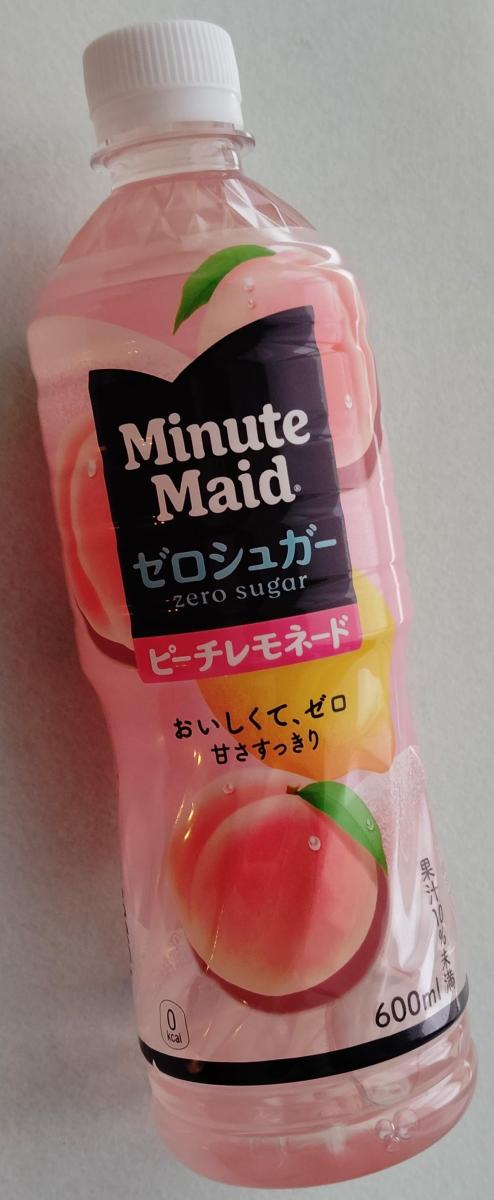 Minute
Maid®
ゼロシュガー
zero sugar
ピーチレモネード
おいしくて、ゼロ
甘さすっきり
果汁10%未満
600ml
0
kcal